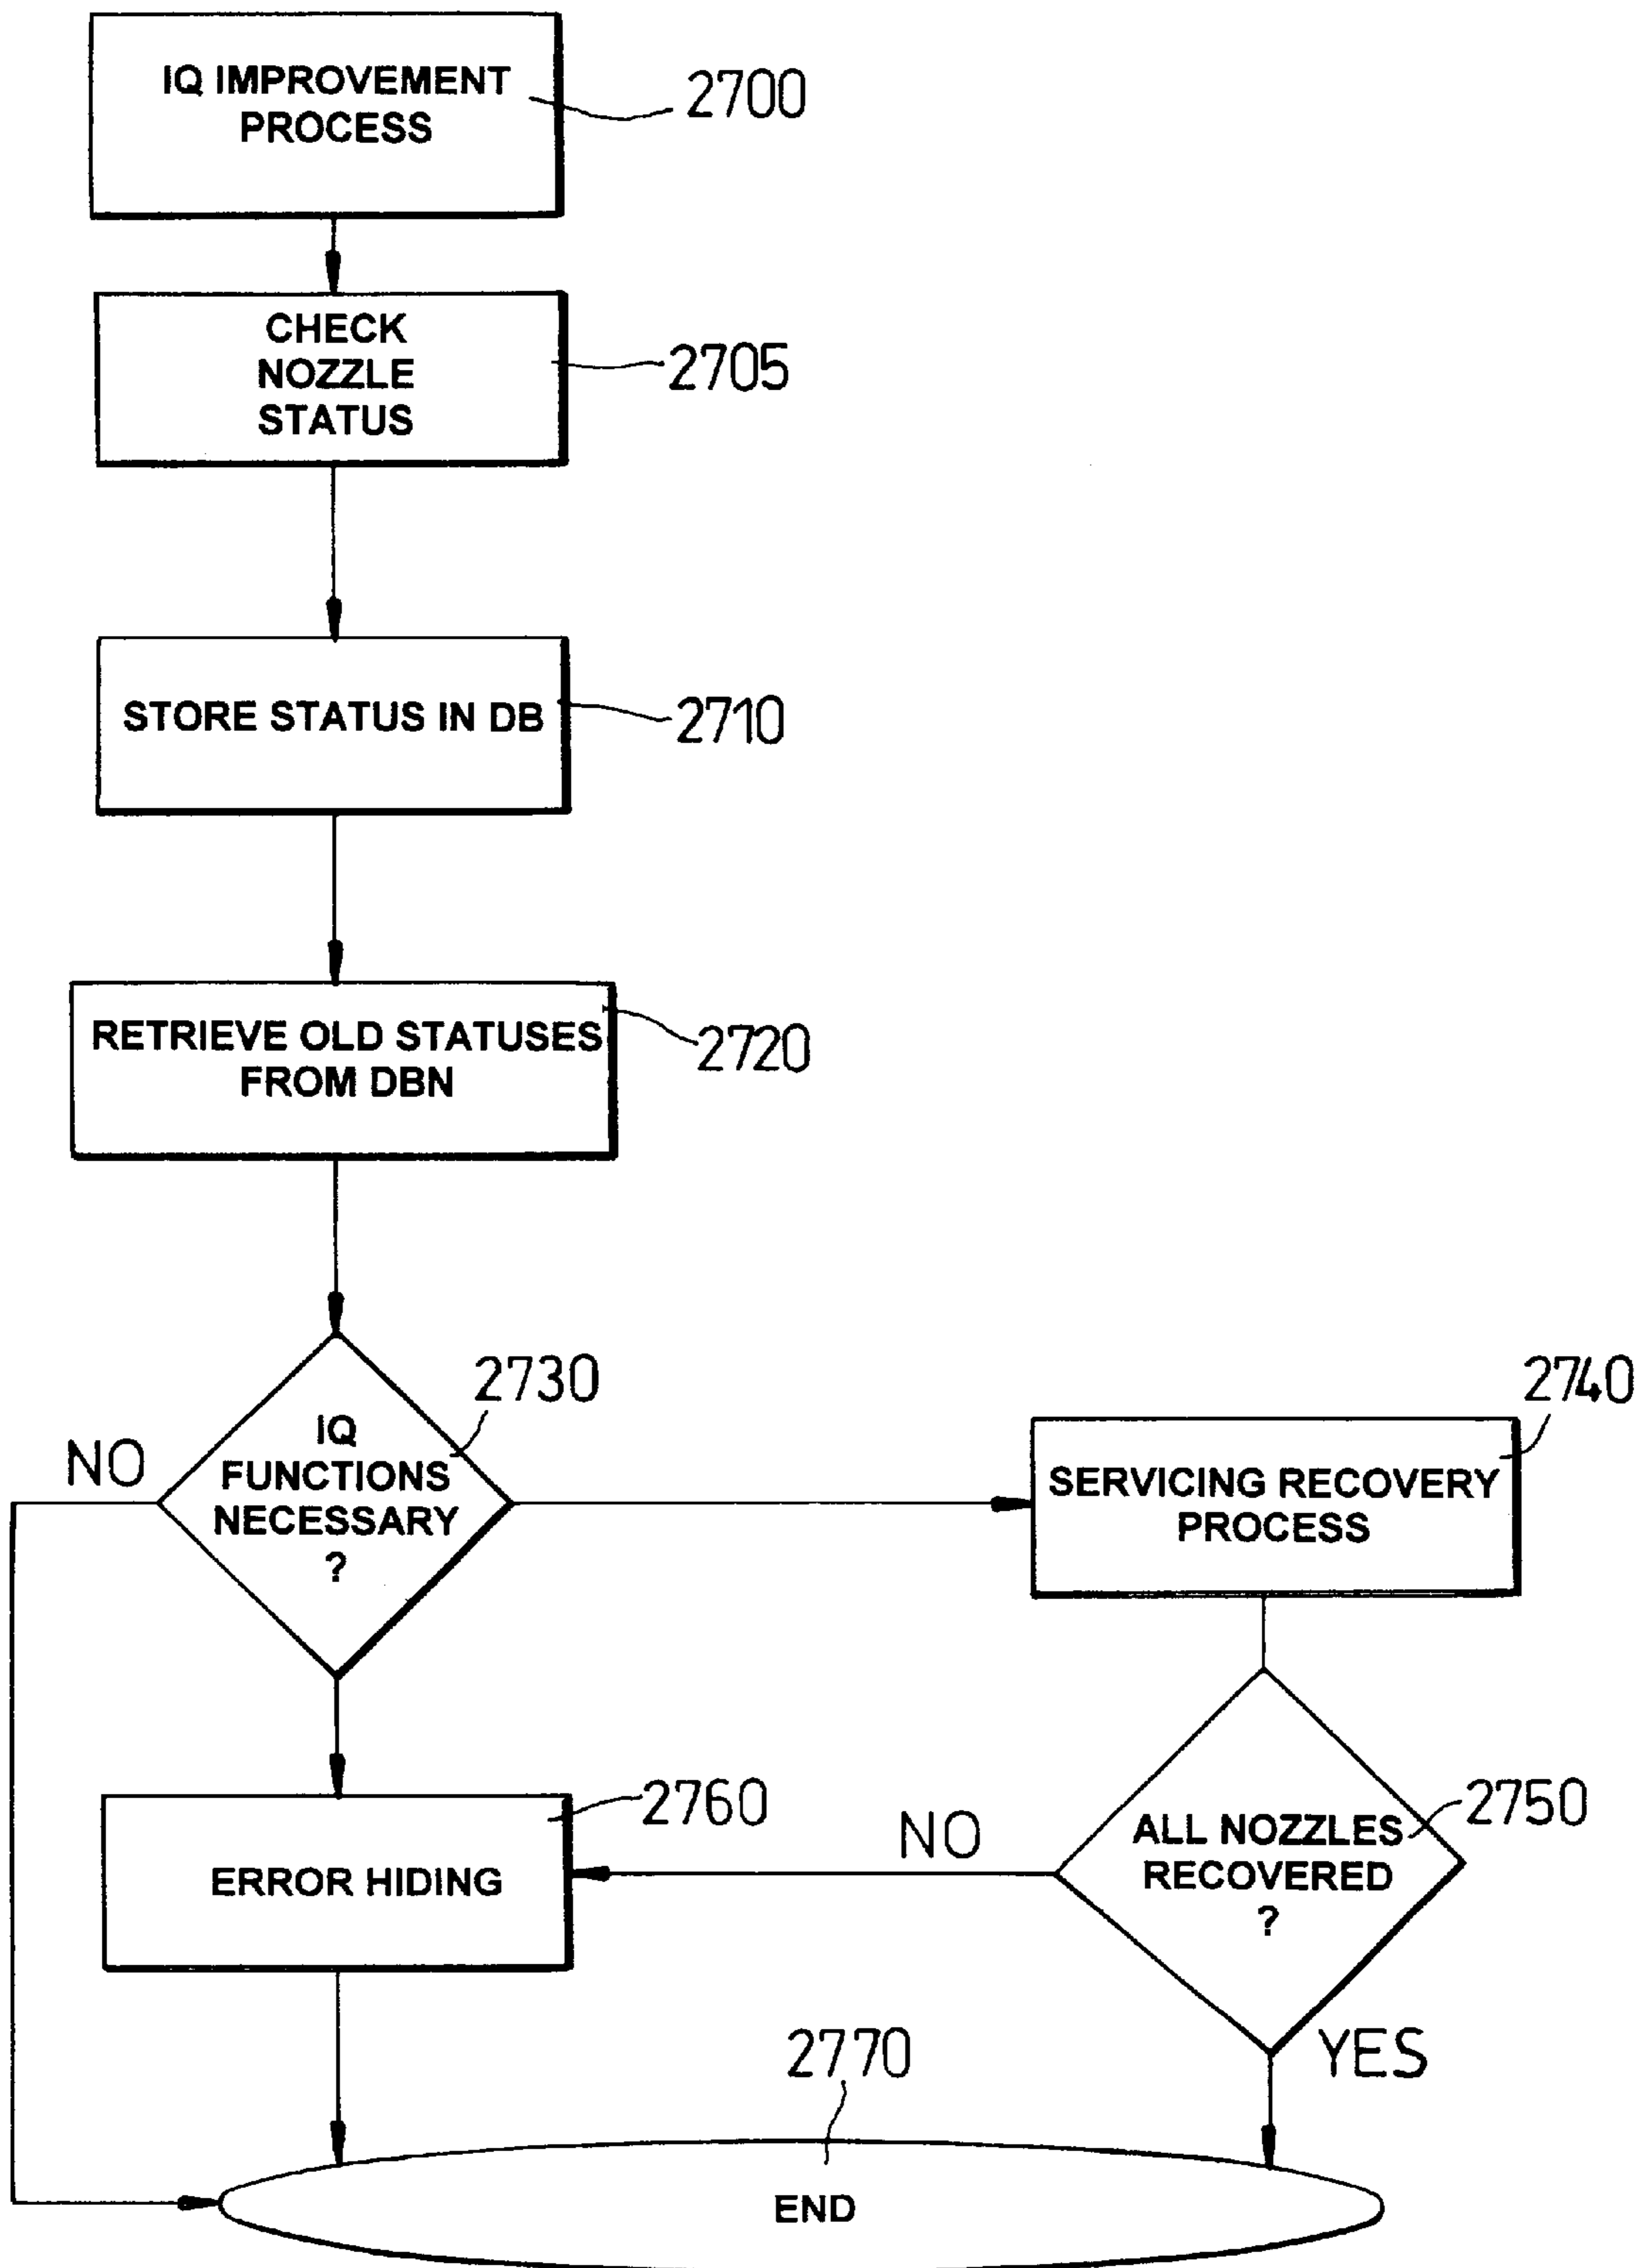 IQ IMPROVEMENT
PROCESS
2700
CHECK
NOZZLE
STATUS
2705
STORE STATUS IN DB
2710
RETRIEVE OLD STATUSES
FROM DBN
2720
2730
IQ
FUNCTIONS
NECESSARY
?
NO
2740
SERVICING RECOVERY
PROCESS
2750
ALL NOZZLES
RECOVERED
?
NO
YES
2760
ERROR HIDING
2770
END